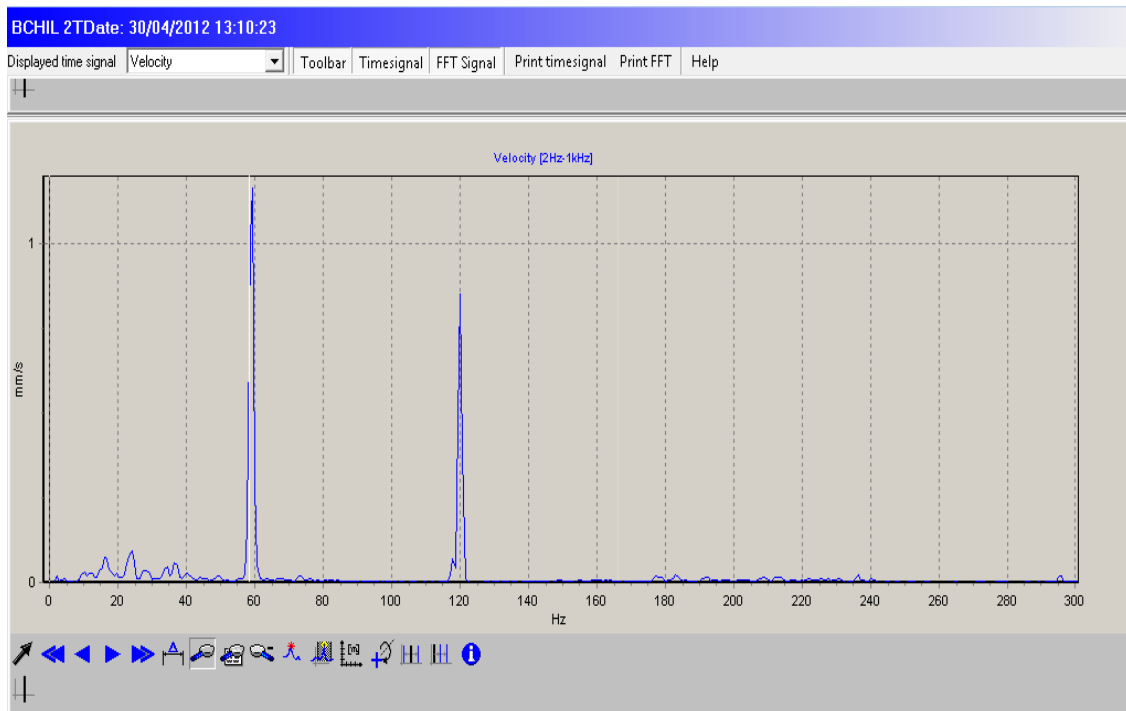 BCHIL 2TDate: 30/04/2012 13:10:23
Displayed time signal Velocity Toolbar Timesignal FFT Signal Print timesignal Print FFT Help
Velocity [2Hz-1kHz]
1
mm/s
0
0 20 40 60 80 100 120 140 160 180 200 220 240 260 280 300
Hz